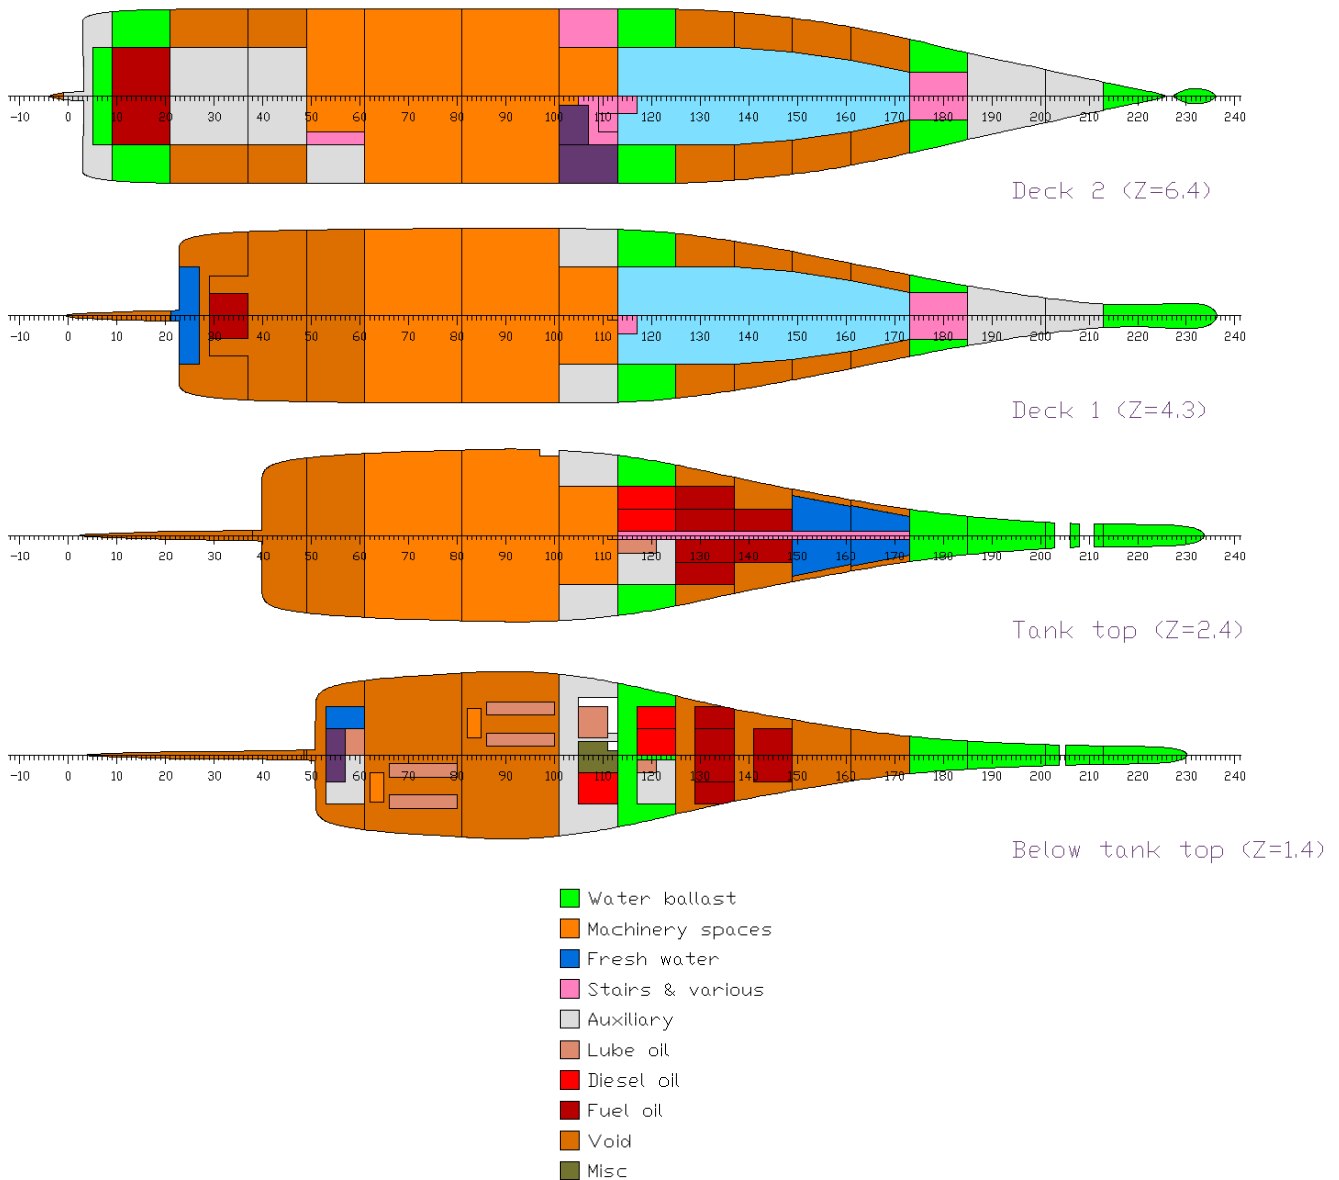 -10 0 10 20 30 40 50 60 70 80 90 100 110 120 130 140 150 160 170 180 190 200 210 220 230 240
Deck 2 (Z=6.4)
-10 0 10 20 30 40 50 60 70 80 90 100 110 120 130 140 150 160 170 180 190 200 210 220 230 240
Deck 1 (Z=4.3)
-10 0 10 20 30 40 50 60 70 80 90 100 110 120 130 140 150 160 170 180 190 200 210 220 230 240
Tank top (Z=2.4)
-10 0 10 20 30 40 50 60 70 80 90 100 110 120 130 140 150 160 170 180 190 200 210 220 230 240
Below tank top (Z=1.4)
Water ballast
Machinery spaces
Fresh water
Stairs & various
Auxiliary
Lube oil
Diesel oil
Fuel oil
Void
Misc